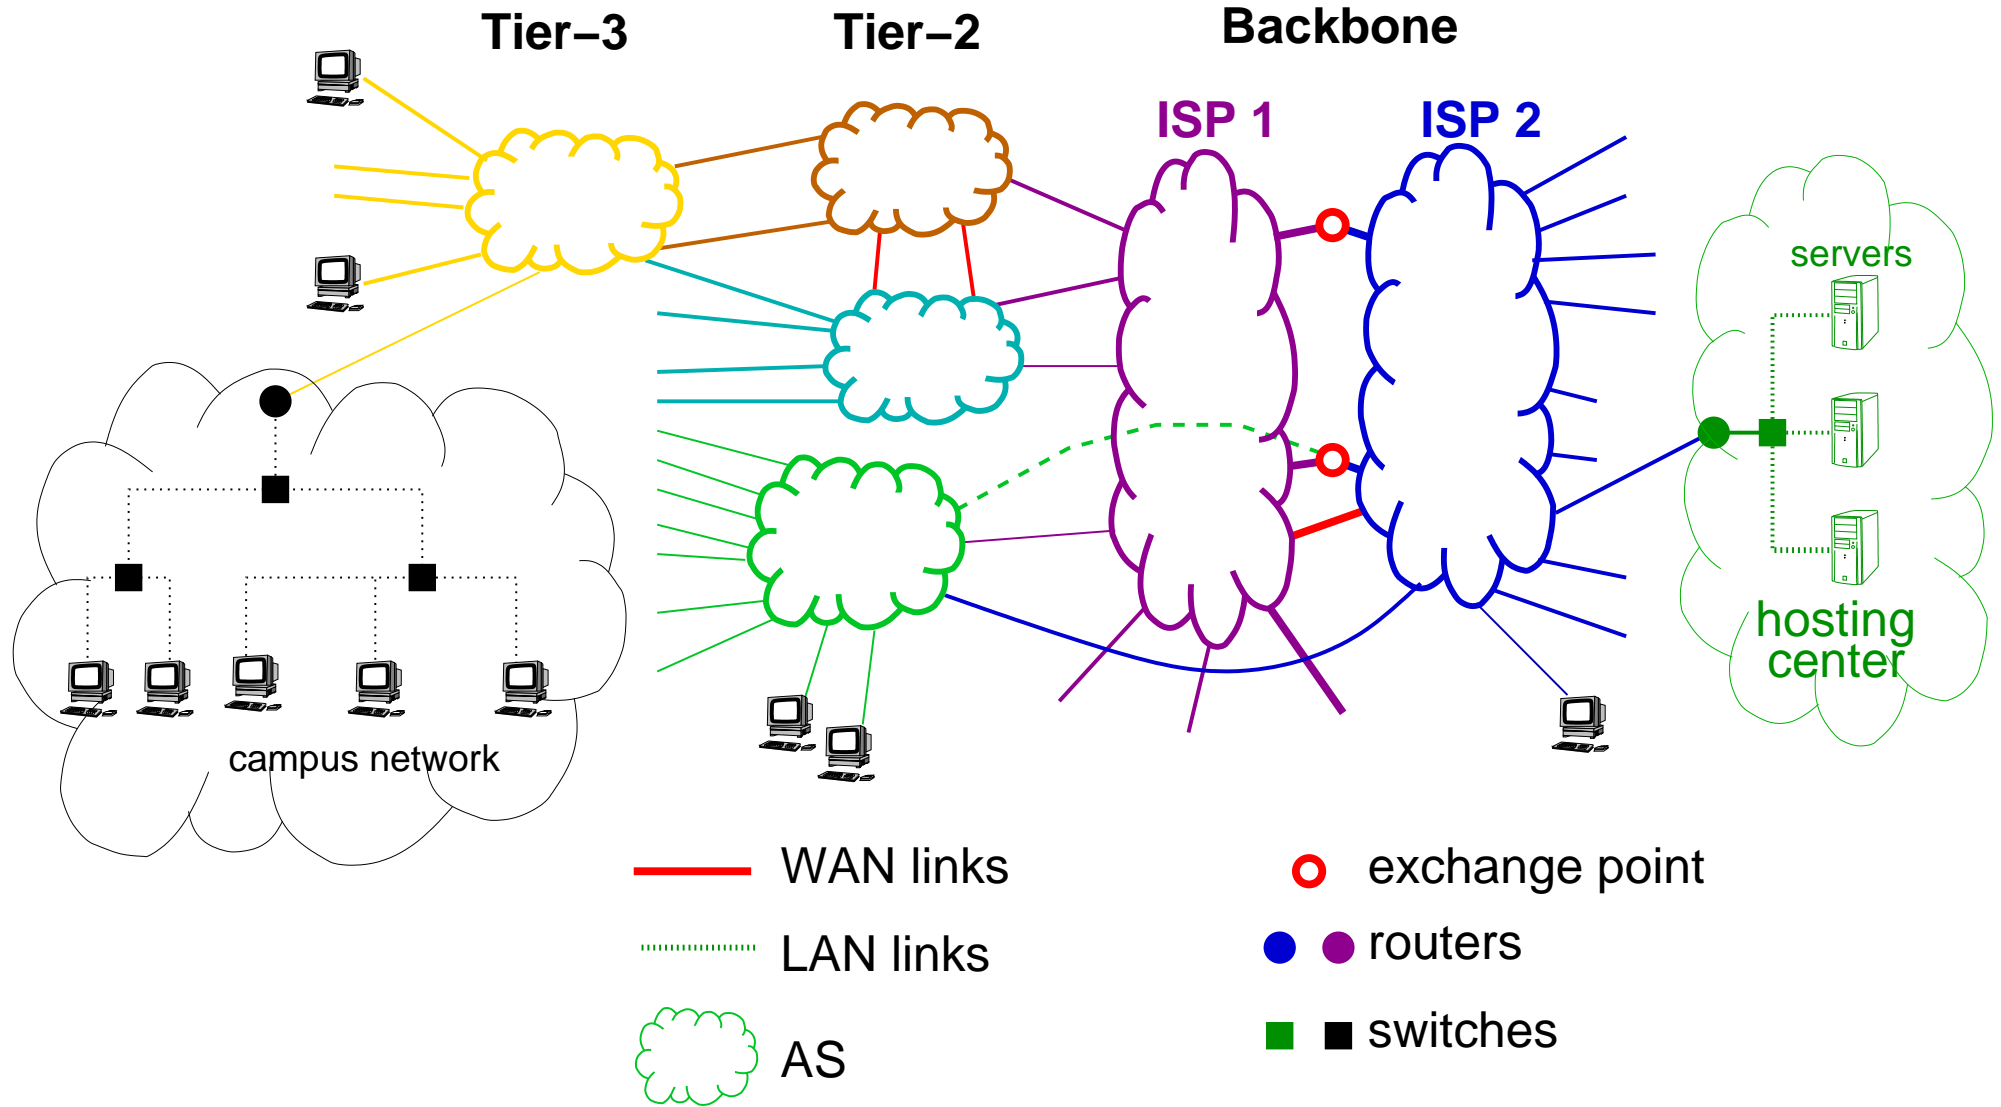 Tier–3
Tier–2
Backbone
ISP 1
ISP 2
servers
hosting
center
campus network
WAN links
exchange point
LAN links
routers
AS
switches